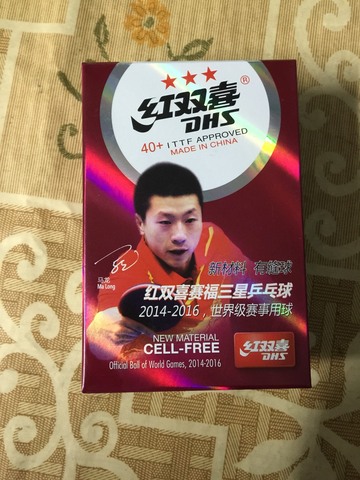 ★★★
红双喜®
DHS
40+ ITTF APPROVED
MADE IN CHINA
马龙
Ma Long
新材料 有缝球
红双喜赛福三星乒乓球
2014-2016，世界级赛事用球
NEW MATERIAL
CELL-FREE
Official Ball of World Games, 2014-2016
红双喜
DHS